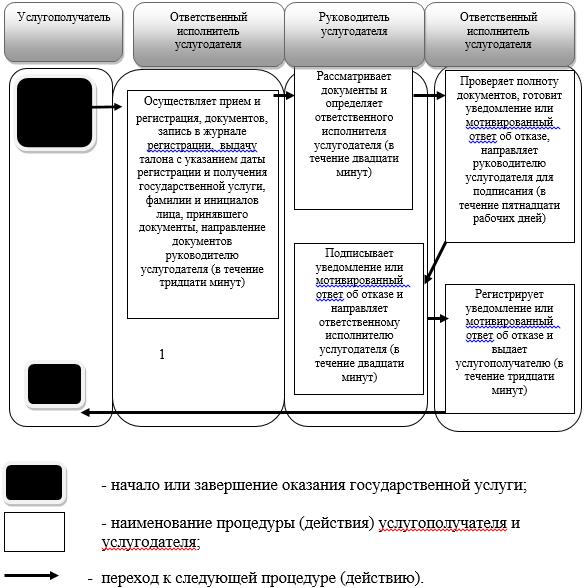 Услугополучатель
Ответственный
исполнитель
услугодателя
Руководитель
услугодателя
Ответственный
исполнитель
услугодателя
Осуществляет прием и
регистрация, документов,
запись в журнале
регистрации, выдачу
талона с указанием даты
регистрации и получения
государственной услуги,
фамилии и инициалов
лица, принявшего
документы, направление
документов
руководителю
услугодателя (в течение
тридцати минут)
Рассматривает
документы и
определяет
ответственного
исполнителя
услугодателя (в
течение двадцати
минут)
Проверяет полноту
документов, готовит
уведомление или
мотивированный
ответ об отказе,
направляет
руководителю
услугодателя для
подписания (в
течение пятнадцати
рабочих дней)
Подписывает
уведомление или
мотивированный
ответ об отказе и
направляет
ответственному
исполнителю
услугодателя (в
течение двадцати
минут)
Регистрирует
уведомление или
мотивированный
ответ об отказе и
выдает
услугополучателю (в
течение тридцати
минут)
1
- начало или завершение оказания государственной услуги;
- наименование процедуры (действия) услугополучателя и
услугодателя;
- переход к следующей процедуре (действию).